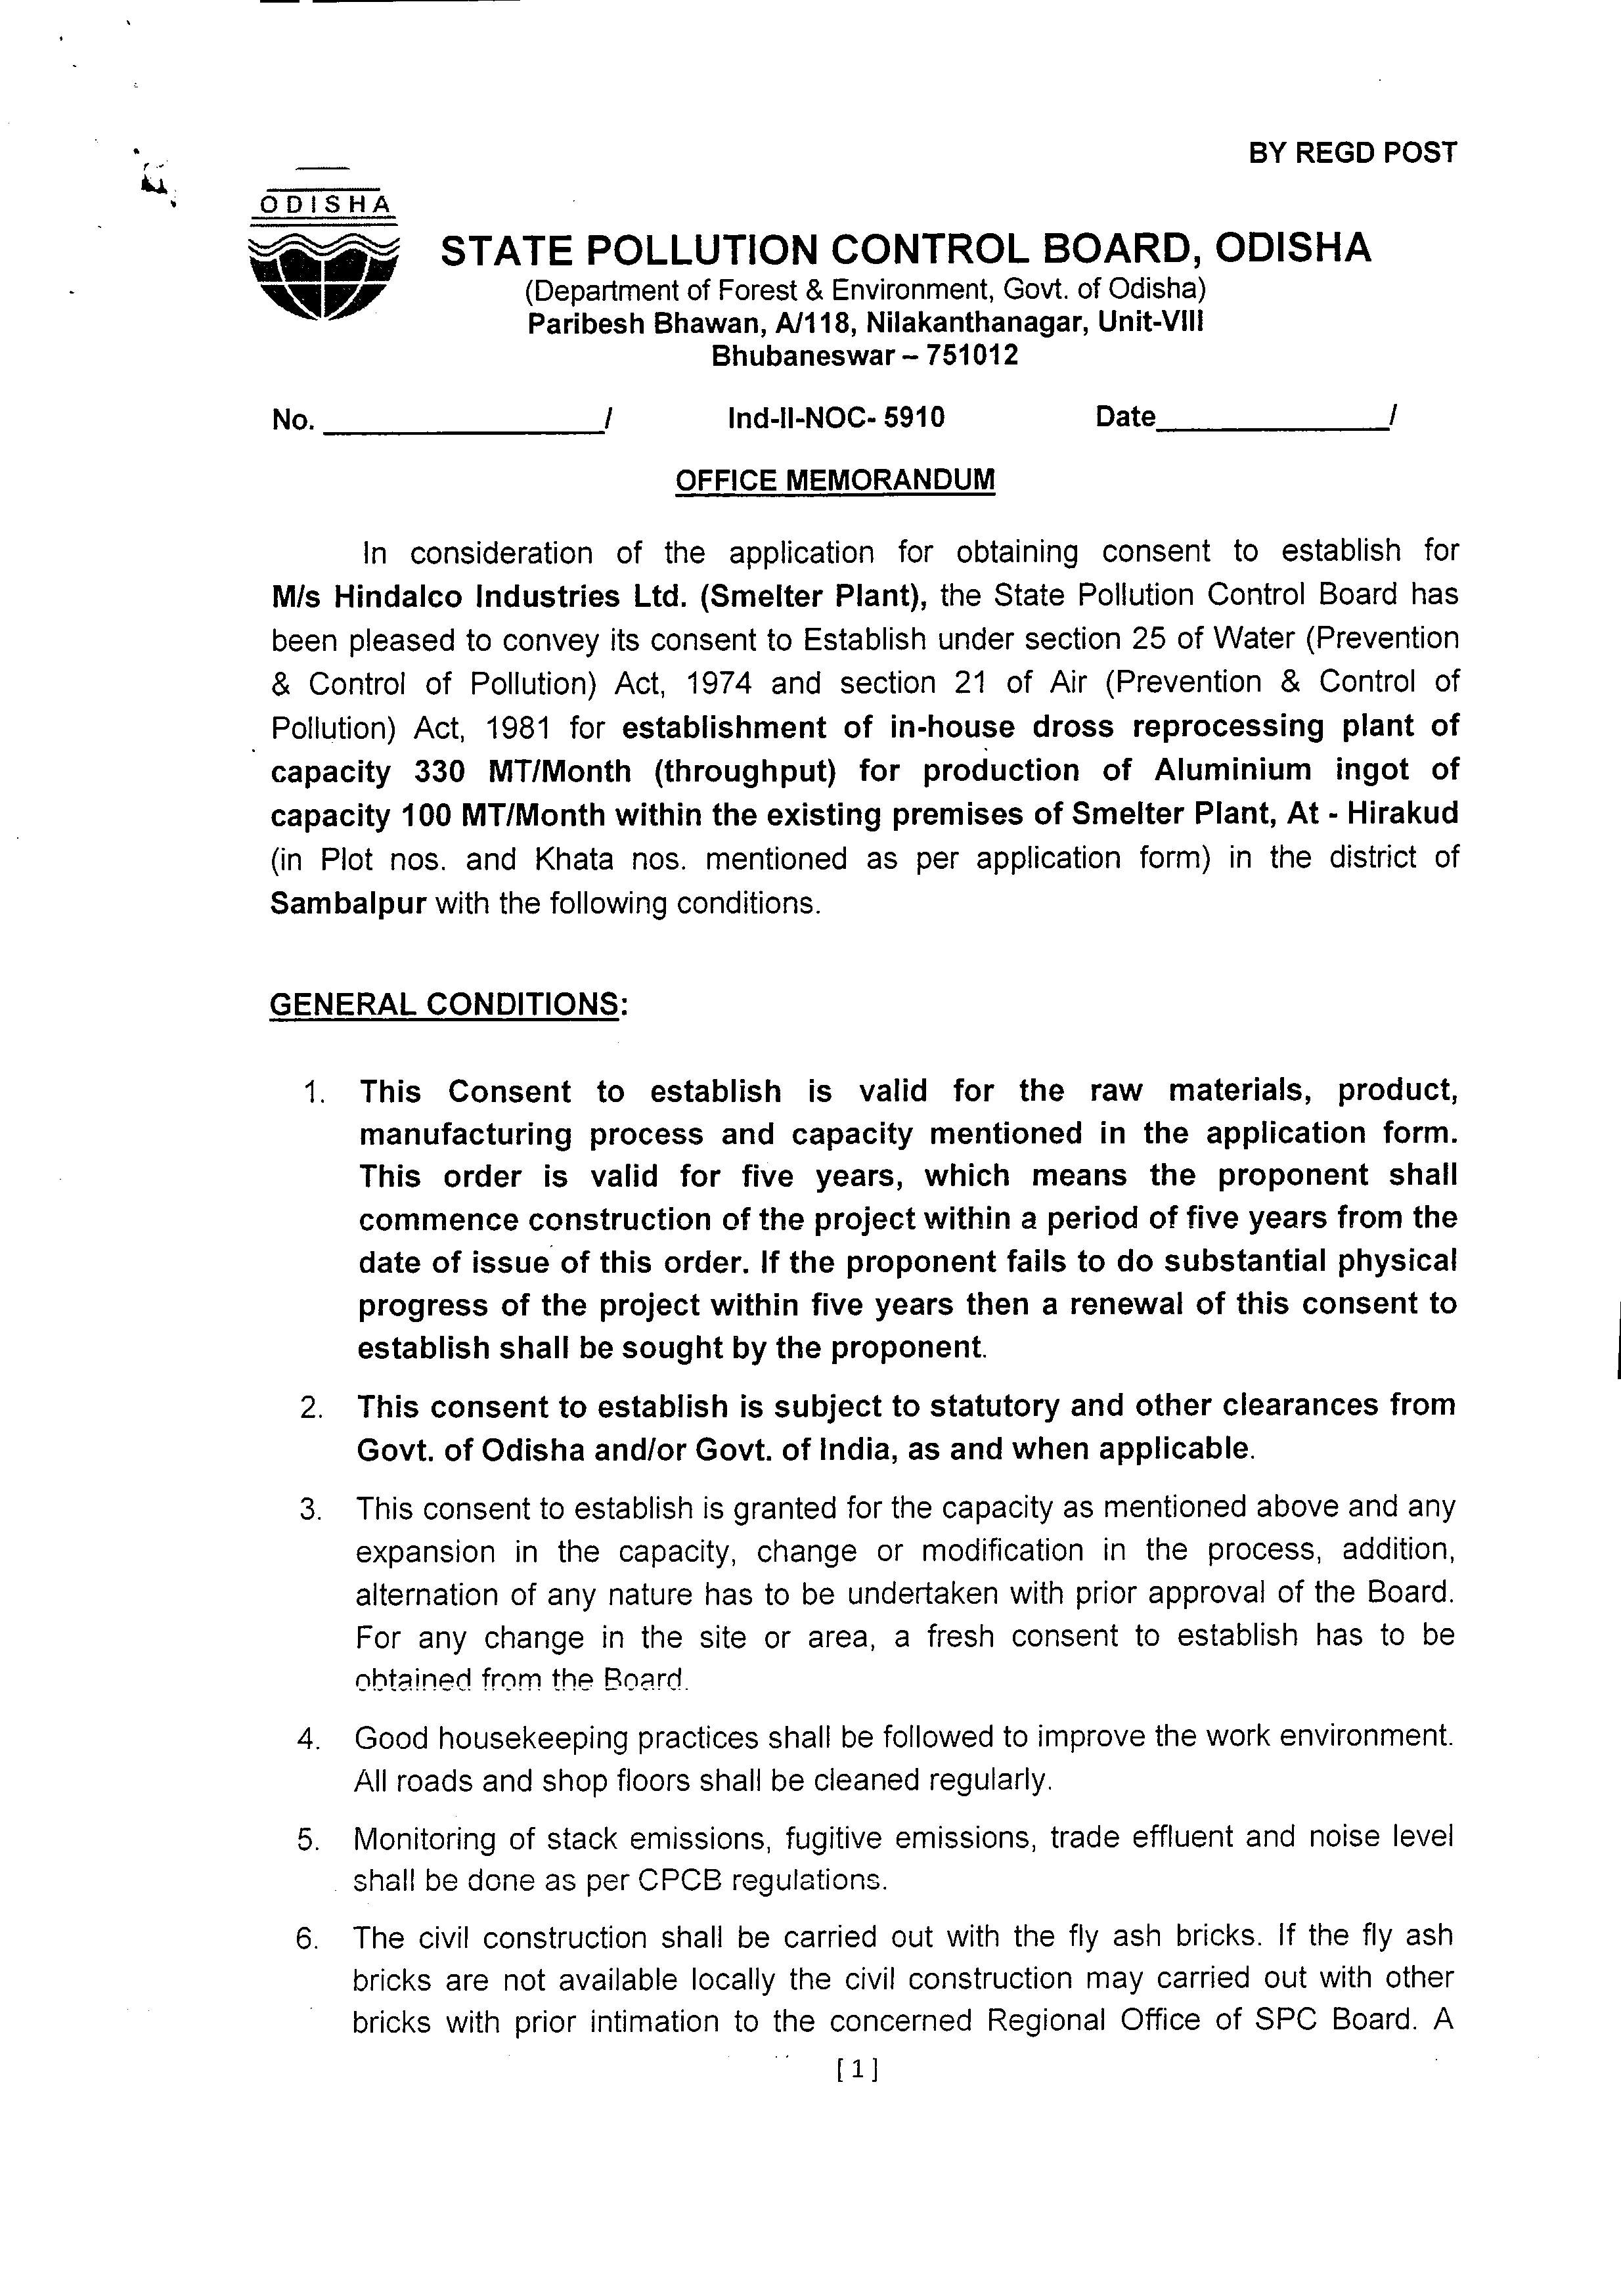 BY REGD POST
ODISHA
STATE POLLUTION CONTROL BOARD, ODISHA
(Department of Forest & Environment, Govt. of Odisha)
Paribesh Bhawan, A/118, Nilakanthanagar, Unit-VIII
Bhubaneswar – 751012
No. _________________/ Ind-II-NOC- 5910 Date______________/
OFFICE MEMORANDUM
In consideration of the application for obtaining consent to establish for
M/s Hindalco Industries Ltd. (Smelter Plant), the State Pollution Control Board has
been pleased to convey its consent to Establish under section 25 of Water (Prevention
& Control of Pollution) Act, 1974 and section 21 of Air (Prevention & Control of
Pollution) Act, 1981 for establishment of in-house dross reprocessing plant of
capacity 330 MT/Month (throughput) for production of Aluminium ingot of
capacity 100 MT/Month within the existing premises of Smelter Plant, At - Hirakud
(in Plot nos. and Khata nos. mentioned as per application form) in the district of
Sambalpur with the following conditions.
GENERAL CONDITIONS:
1. This Consent to establish is valid for the raw materials, product,
manufacturing process and capacity mentioned in the application form.
This order is valid for five years, which means the proponent shall
commence construction of the project within a period of five years from the
date of issue of this order. If the proponent fails to do substantial physical
progress of the project within five years then a renewal of this consent to
establish shall be sought by the proponent.
2. This consent to establish is subject to statutory and other clearances from
Govt. of Odisha and/or Govt. of India, as and when applicable.
3. This consent to establish is granted for the capacity as mentioned above and any
expansion in the capacity, change or modification in the process, addition,
alternation of any nature has to be undertaken with prior approval of the Board.
For any change in the site or area, a fresh consent to establish has to be
obtained from the Board.
4. Good housekeeping practices shall be followed to improve the work environment.
All roads and shop floors shall be cleaned regularly.
5. Monitoring of stack emissions, fugitive emissions, trade effluent and noise level
shall be done as per CPCB regulations.
6. The civil construction shall be carried out with the fly ash bricks. If the fly ash
bricks are not available locally the civil construction may carried out with other
bricks with prior intimation to the concerned Regional Office of SPC Board. A
[ 1 ]